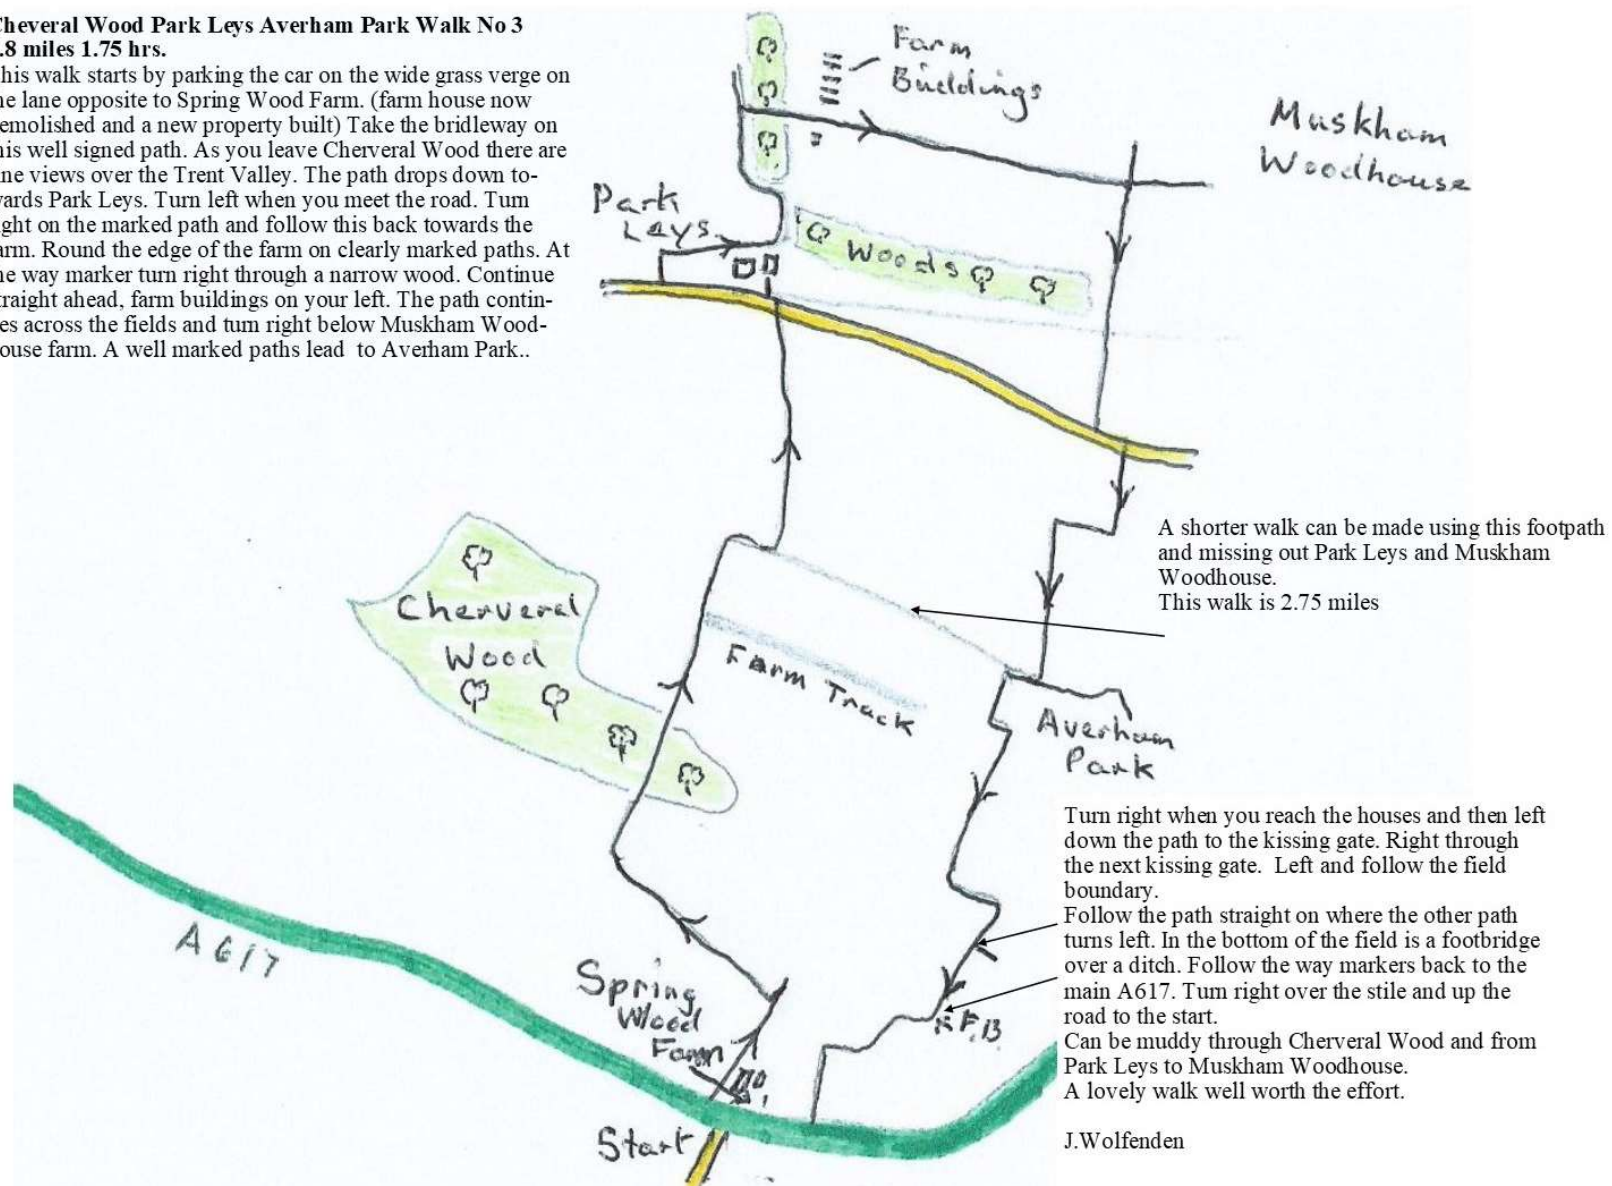 Cheveral Wood Park Leys Averham Park Walk No 3
.8 miles 1.75 hrs.
his walk starts by parking the car on the wide grass verge on
he lane opposite to Spring Wood Farm. (farm house now
emolished and a new property built) Take the bridleway on
his well signed path. As you leave Cherveral Wood there are
ne views over the Trent Valley. The path drops down to-
wards Park Leys. Turn left when you meet the road. Turn
ight on the marked path and follow this back towards the
arm. Round the edge of the farm on clearly marked paths. At
he way marker turn right through a narrow wood. Continue
traight ahead, farm buildings on your left. The path contin-
es across the fields and turn right below Muskham Wood-
ouse farm. A well marked paths lead to Averham Park..
Farm
Buildings
Muskham
Woodhouse
Park
Leys
Woods
A shorter walk can be made using this footpath
and missing out Park Leys and Muskham
Woodhouse.
This walk is 2.75 miles
Cherveral
Wood
Farm Track
Averham
Park
Turn right when you reach the houses and then left
down the path to the kissing gate. Right through
the next kissing gate. Left and follow the field
boundary.
Follow the path straight on where the other path
turns left. In the bottom of the field is a footbridge
over a ditch. Follow the way markers back to the
main A617. Turn right over the stile and up the
road to the start.
Can be muddy through Cherveral Wood and from
Park Leys to Muskham Woodhouse.
A lovely walk well worth the effort.
J.Wolfenden
A617
Spring
Wood
Farm
F.B
Start